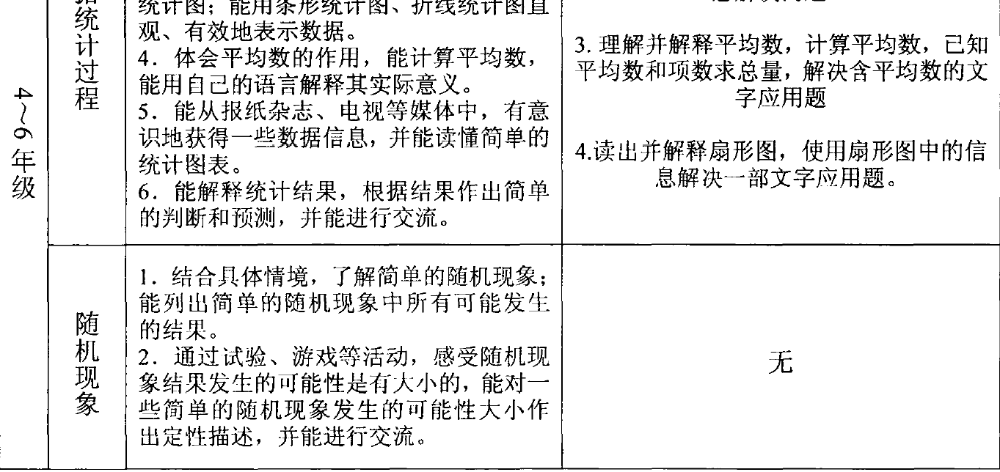 4～6年级
据统计过程
统计图；能用条形统计图、折线统计图直
观、有效地表示数据。
4．体会平均数的作用，能计算平均数，
能用自己的语言解释其实际意义。
5．能从报纸杂志、电视等媒体中，有意
识地获得一些数据信息，并能读懂简单的
统计图表。
6．能解释统计结果，根据结果作出简单
的判断和预测，并能进行交流。
3. 理解并解释平均数，计算平均数，已知
平均数和项数求总量，解决含平均数的文
字应用题
4.读出并解释扇形图，使用扇形图中的信
息解决一部文字应用题。
随机现象
1．结合具体情境，了解简单的随机现象；
能列出简单的随机现象中所有可能发生
的结果。
2．通过试验、游戏等活动，感受随机现
象结果发生的可能性是有大小的，能对一
些简单的随机现象发生的可能性大小作
出定性描述，并能进行交流。
无